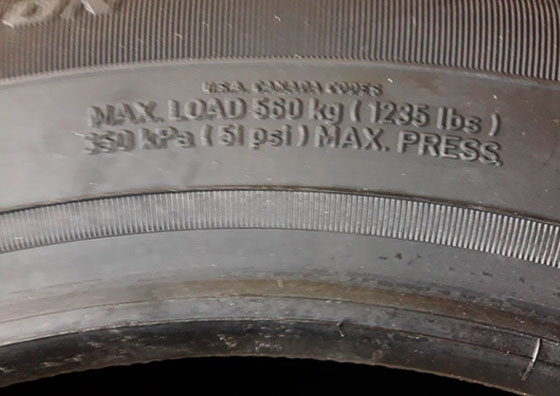 U.S.A. CANADA CODES
MAX. LOAD 560 kg ( 1235 lbs )
350 kPa ( 51 psi ) MAX. PRESS